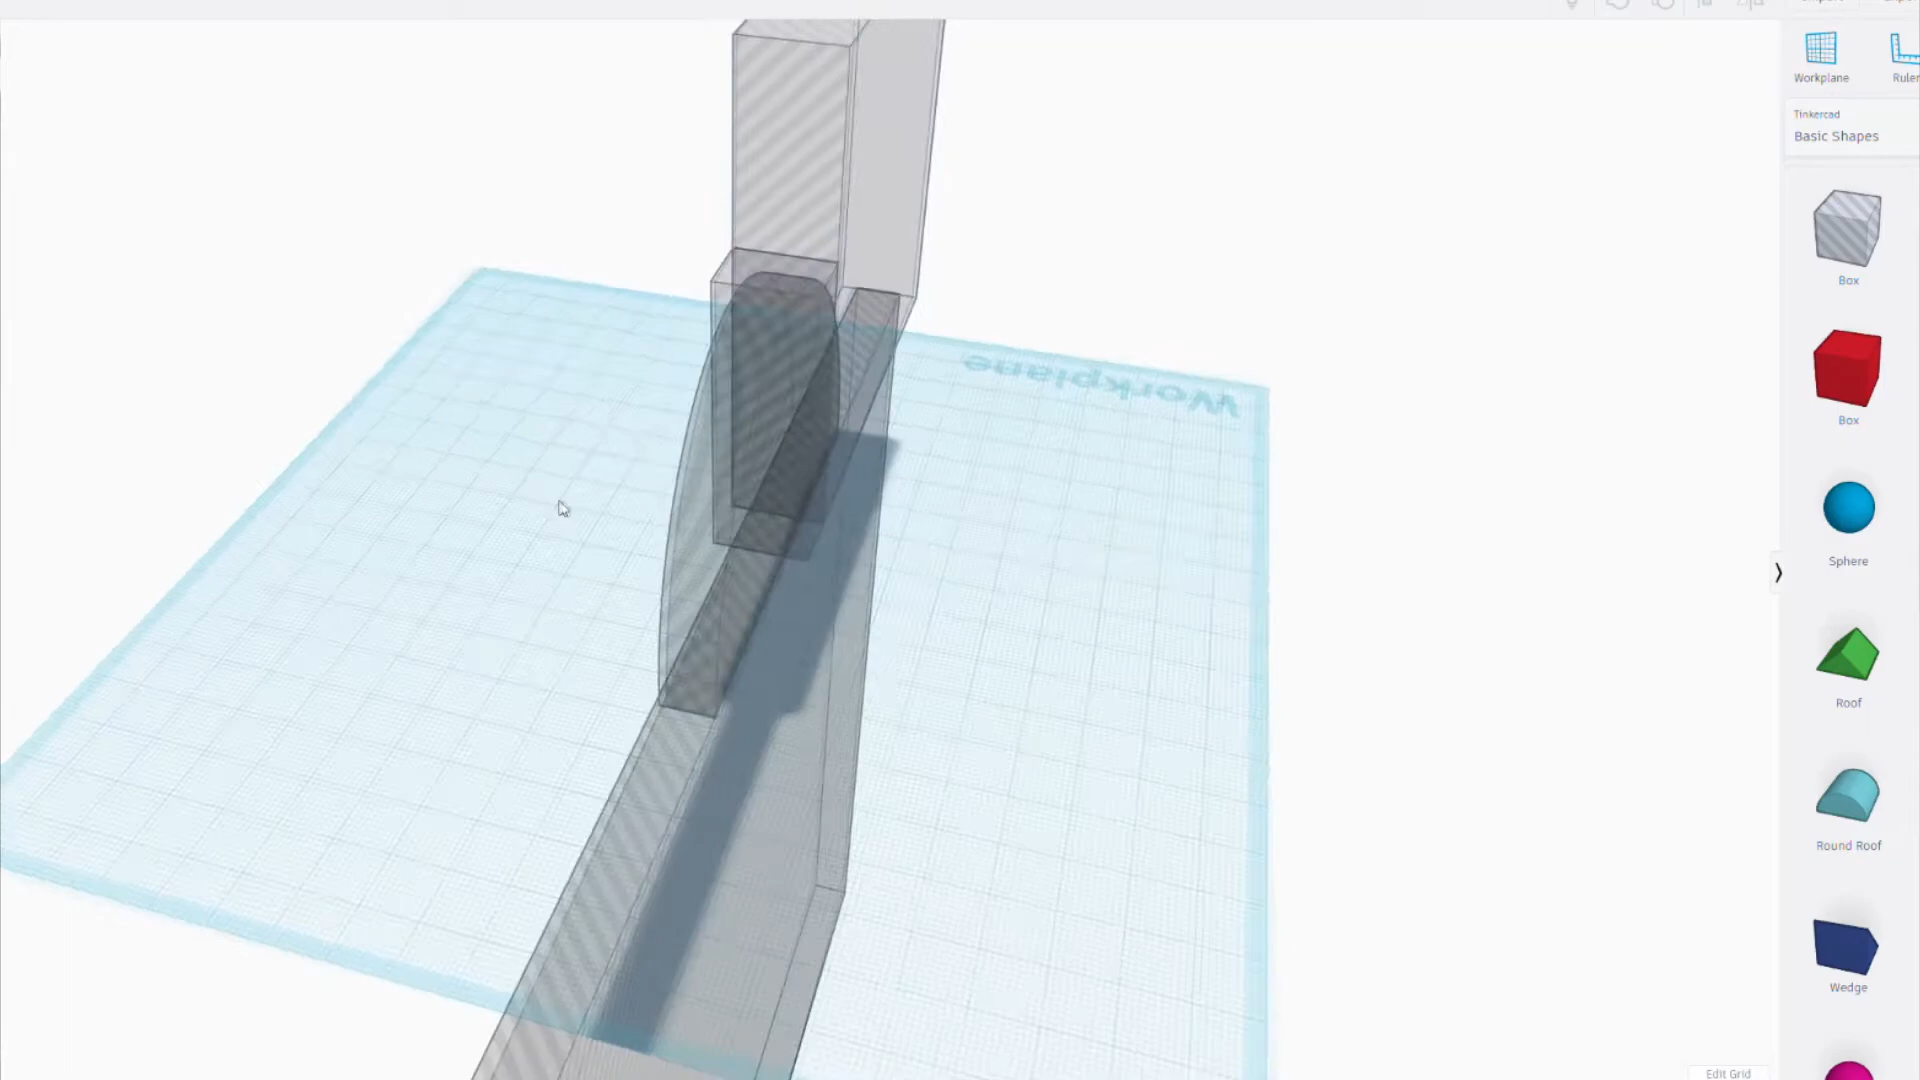 Workplane
Ruler
Tinkercad
Basic Shapes
Workplane
Box
Box
Sphere
Roof
Round Roof
Wedge
Edit Grid